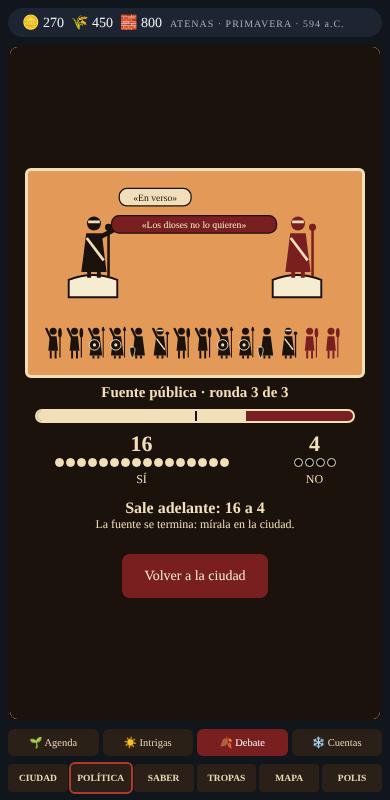 270 450 800 ATENAS · PRIMAVERA · 594 a.C.
«En verso»
«Los dioses no lo quieren»
Fuente pública · ronda 3 de 3
16 4
SÍ NO
Sale adelante: 16 a 4
La fuente se termina: mírala en la ciudad.
Volver a la ciudad
Agenda Intrigas Debate Cuentas
CIUDAD POLÍTICA SABER TROPAS MAPA POLIS